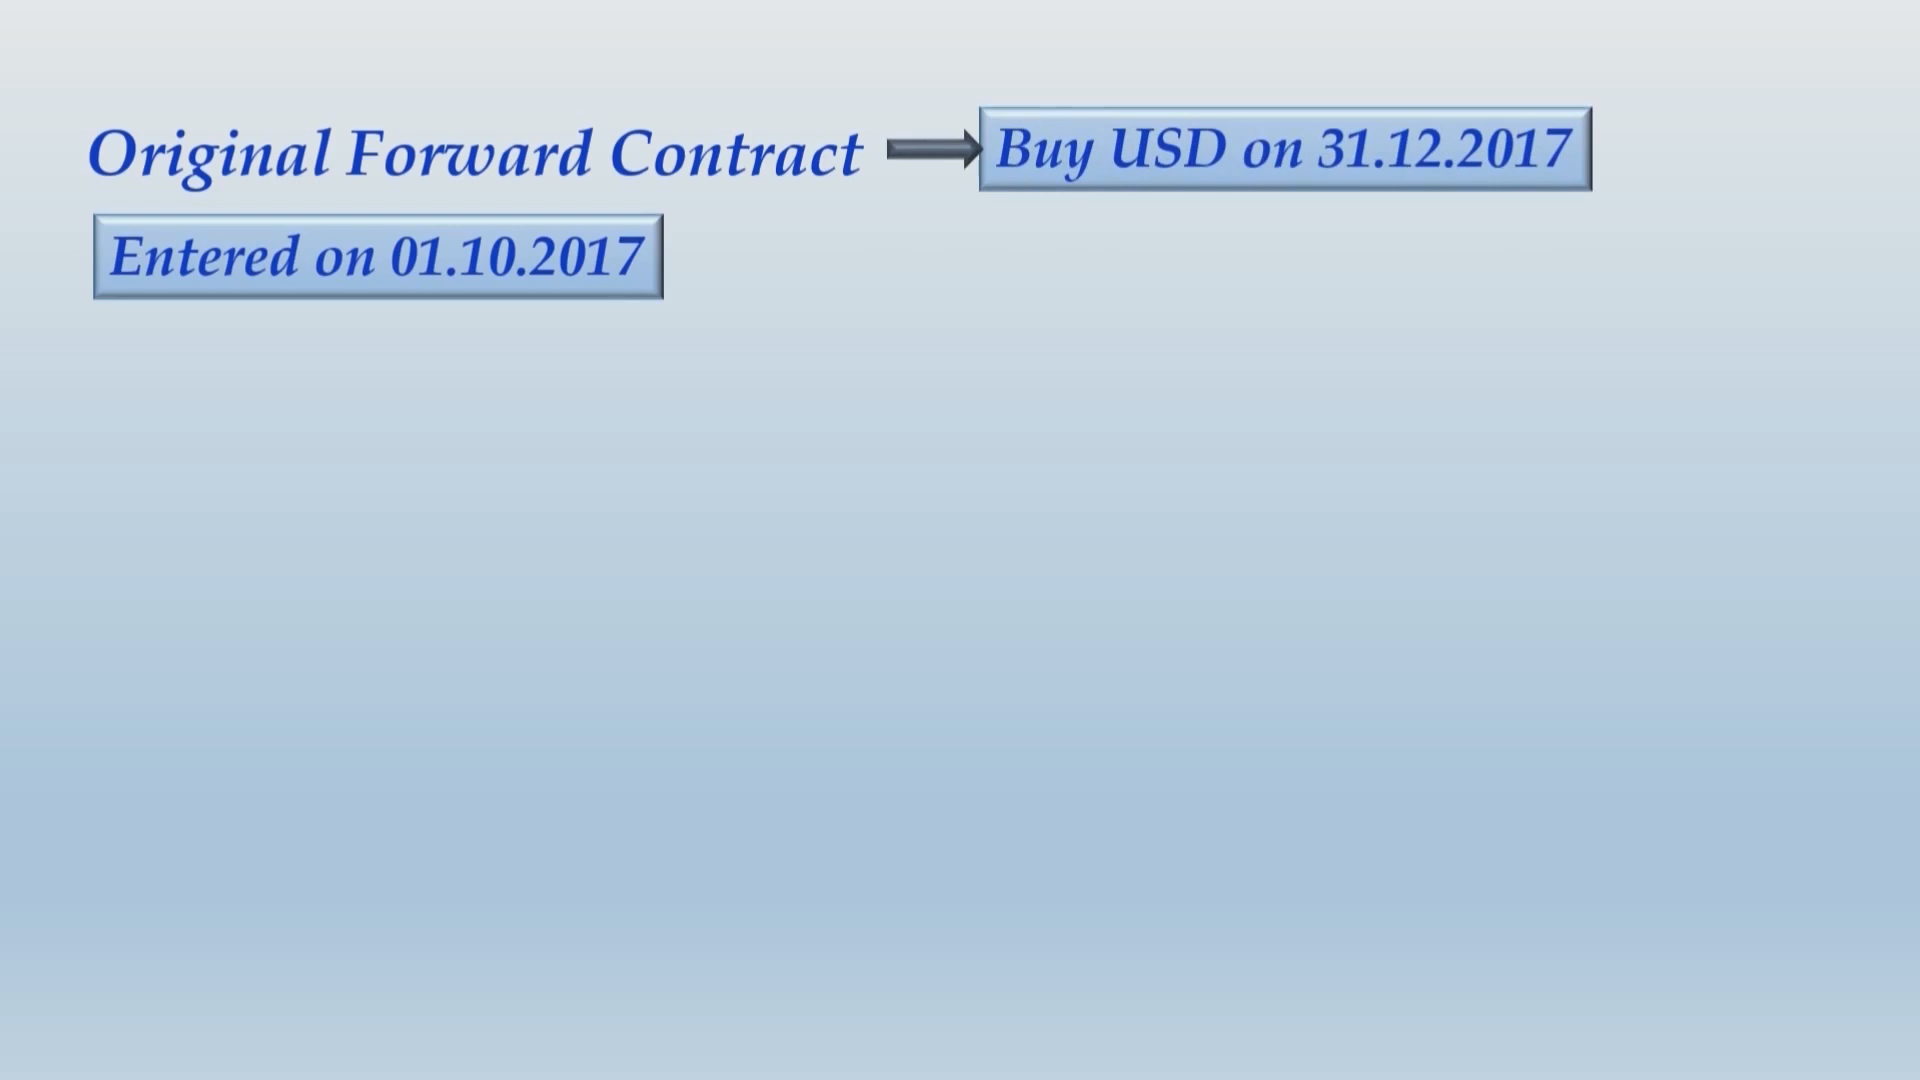 Original Forward Contract
Buy USD on 31.12.2017
Entered on 01.10.2017